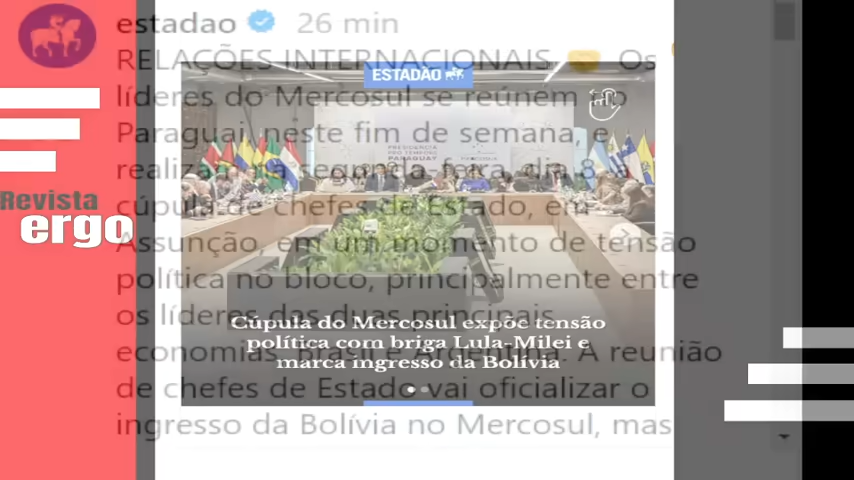 estadao 26 min
RELAÇÕES INTERNACIONAIS Os
líderes do Mercosul se reúnem no
Paraguai neste fim de semana, e
realizam na segunda-feira, dia 8, a
cúpula de chefes de Estado, em
Assunção, em um momento de tensão
política no bloco, principalmente entre
os líderes das duas principais
economias, Brasil e Argentina. A reunião
de chefes de Estado vai oficializar o
ingresso da Bolívia no Mercosul, mas
ESTADÃO
PRESIDENCIA
PRO TEMPORE
PARAGUAY
Cúpula do Mercosul expõe tensão
política com briga Lula-Milei e
marca ingresso da Bolívia
Revista
ergo